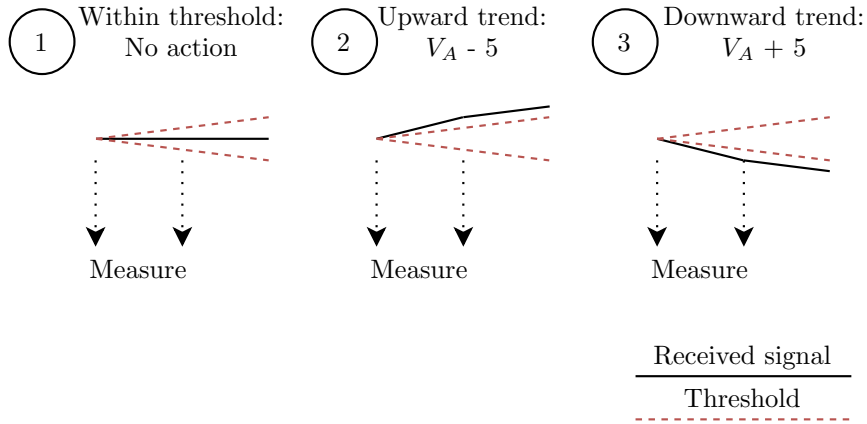 1
Within threshold:
No action
Measure
2
Upward trend:
V_A - 5
Measure
3
Downward trend:
V_A + 5
Measure
Received signal
Threshold